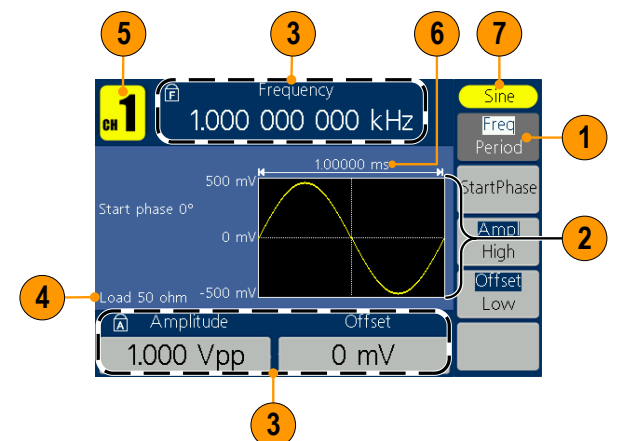 5
3
6
7
CH 1
F
Frequency
1.000 000 000 kHz
Sine
Freq
Period
1
1.00000 ms
500 mV
StartPhase
Start phase 0°
0 mV
Ampl
High
2
Offset
Low
4
Load 50 ohm
-500 mV
A
Amplitude
Offset
1.000 Vpp
0 mV
3